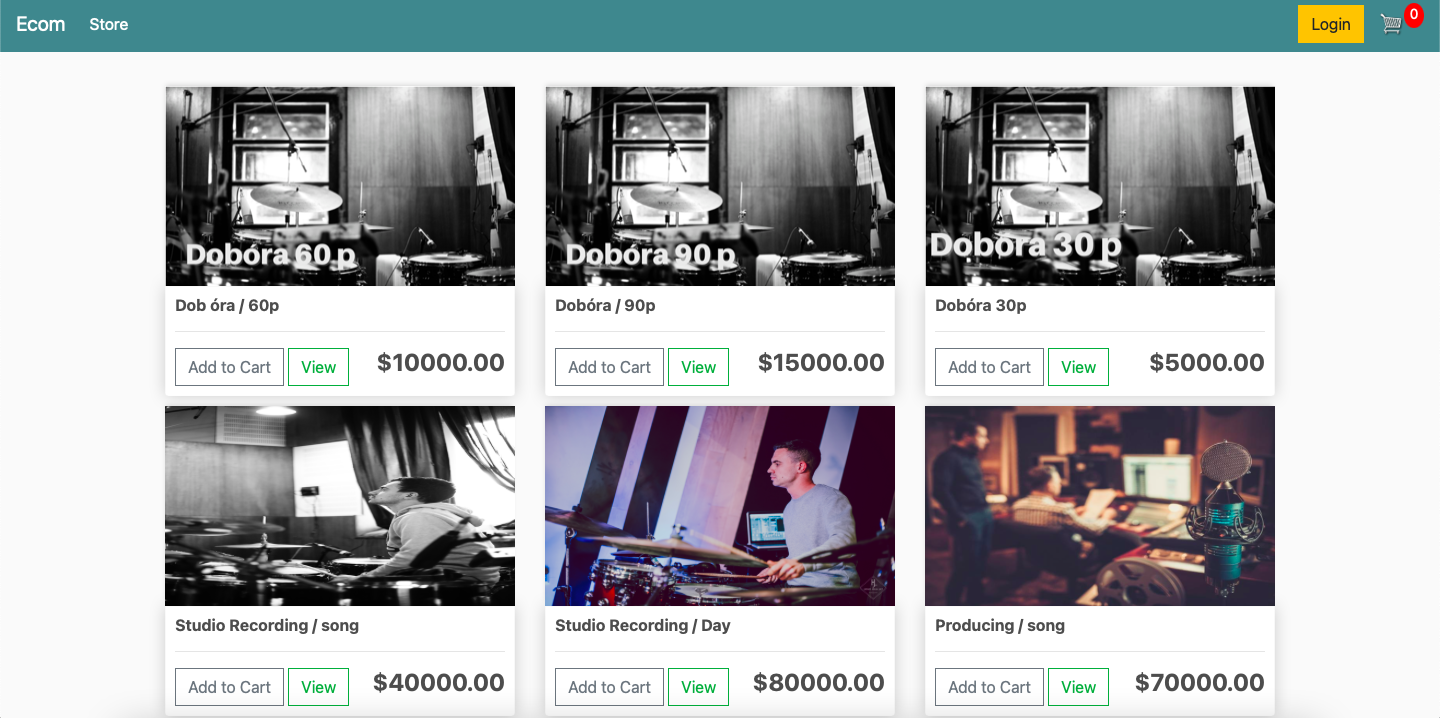 Ecom Store Login 0
Dobóra 60 p
Dobóra 90 p
Dobóra 30 p
Dob óra / 60p
Dobóra / 90p
Dobóra 30p
Add to Cart View $10000.00
Add to Cart View $15000.00
Add to Cart View $5000.00
Studio Recording / song
Studio Recording / Day
Producing / song
Add to Cart View $40000.00
Add to Cart View $80000.00
Add to Cart View $70000.00